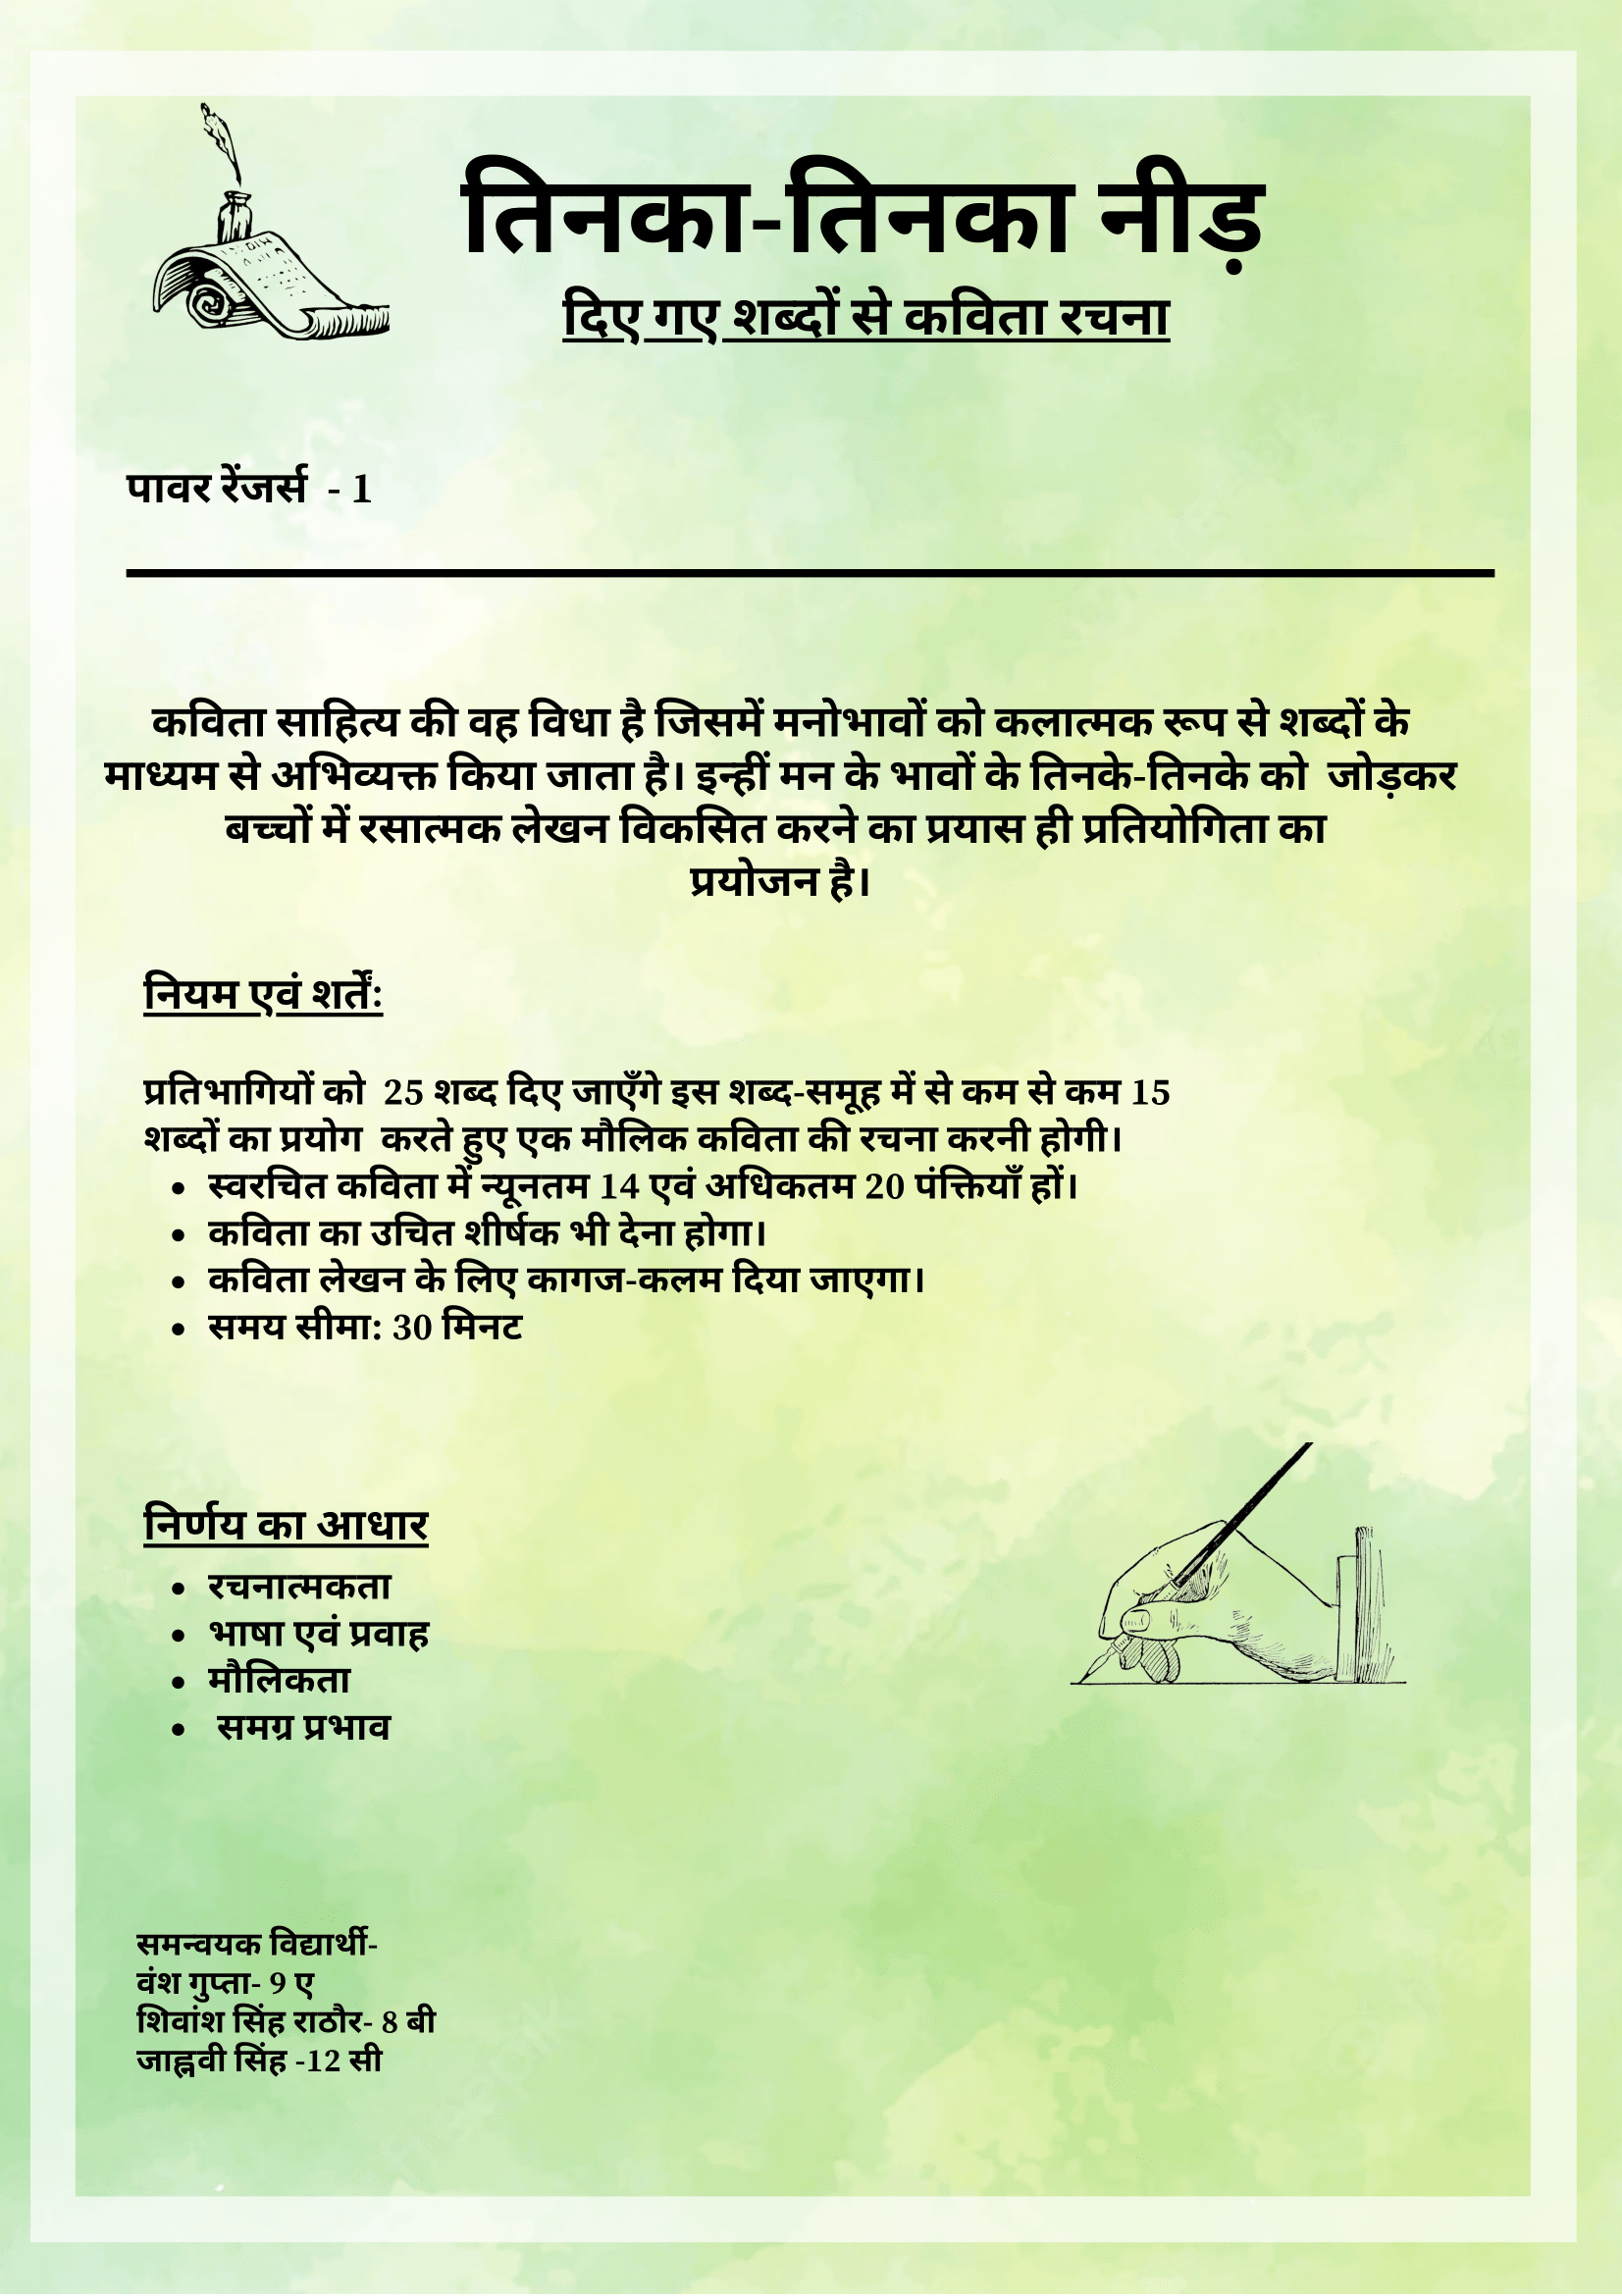 तिनका-तिनका नीड़
दिए गए शब्दों से कविता रचना
पावर रेंजर्स - 1
कविता साहित्य की वह विधा है जिसमें मनोभावों को कलात्मक रूप से शब्दों के
माध्यम से अभिव्यक्त किया जाता है। इन्हीं मन के भावों के तिनके-तिनके को जोड़कर
बच्चों में रसात्मक लेखन विकसित करने का प्रयास ही प्रतियोगिता का
प्रयोजन है।
नियम एवं शर्तें:
प्रतिभागियों को 25 शब्द दिए जाएँगे इस शब्द-समूह में से कम से कम 15
शब्दों का प्रयोग करते हुए एक मौलिक कविता की रचना करनी होगी।
• स्वरचित कविता में न्यूनतम 14 एवं अधिकतम 20 पंक्तियाँ हों।
• कविता का उचित शीर्षक भी देना होगा।
• कविता लेखन के लिए कागज-कलम दिया जाएगा।
• समय सीमा: 30 मिनट
निर्णय का आधार
• रचनात्मकता
• भाषा एवं प्रवाह
• मौलिकता
• समग्र प्रभाव
समन्वयक विद्यार्थी-
वंश गुप्ता- 9 ए
शिवांश सिंह राठौर- 8 बी
जाह्नवी सिंह -12 सी